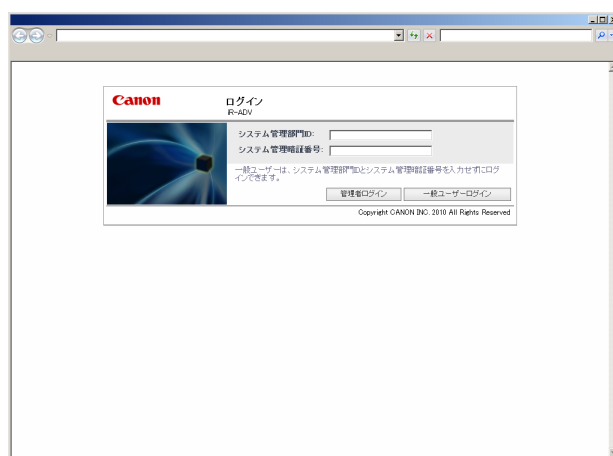 Canon
ログイン
iR-ADV
システム管理部門ID:
システム管理暗証番号:
一般ユーザーは、システム管理部門IDとシステム管理暗証番号を入力せずにログ
インできます。
管理者ログイン
一般ユーザーログイン
Copyright CANON INC. 2010 All Rights Reserved